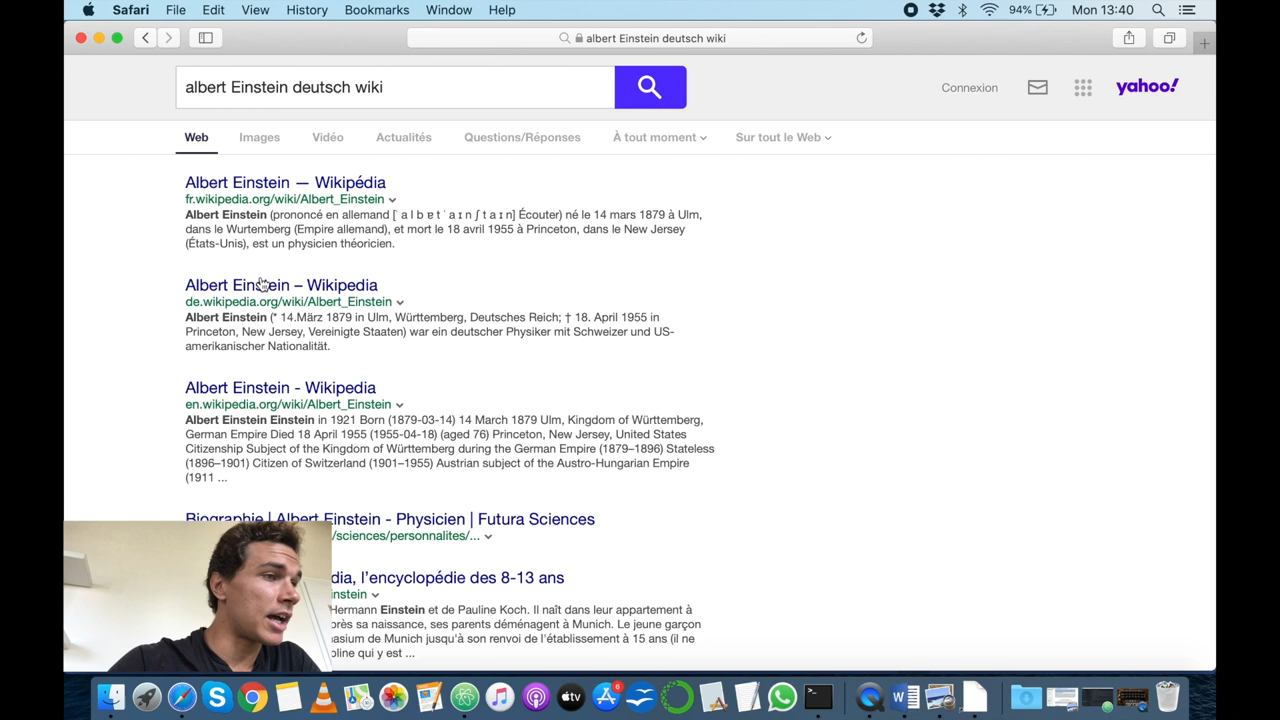 Safari File Edit View History Bookmarks Window Help 94% Mon 13:40
albert Einstein deutsch wiki
albert Einstein deutsch wiki Connexion yahoo!
Web Images Vidéo Actualités Questions/Réponses À tout moment Sur tout le Web
Albert Einstein — Wikipédia
fr.wikipedia.org/wiki/Albert_Einstein
Albert Einstein (prononcé en allemand [ˈalbɐtˈaɪnʃtaɪn] Écouter) né le 14 mars 1879 à Ulm,
dans le Wurtemberg (Empire allemand), et mort le 18 avril 1955 à Princeton, dans le New Jersey
(États-Unis), est un physicien théoricien.
Albert Einstein – Wikipedia
de.wikipedia.org/wiki/Albert_Einstein
Albert Einstein (* 14.März 1879 in Ulm, Württemberg, Deutsches Reich; † 18. April 1955 in
Princeton, New Jersey, Vereinigte Staaten) war ein deutscher Physiker mit Schweizer und US-
amerikanischer Nationalität.
Albert Einstein - Wikipedia
en.wikipedia.org/wiki/Albert_Einstein
Albert Einstein Einstein in 1921 Born (1879-03-14) 14 March 1879 Ulm, Kingdom of Württemberg,
German Empire Died 18 April 1955 (1955-04-18) (aged 76) Princeton, New Jersey, United States
Citizenship Subject of the Kingdom of Württemberg during the German Empire (1879–1896) Stateless
(1896–1901) Citizen of Switzerland (1901–1955) Austrian subject of the Austro-Hungarian Empire
(1911 ...
Biographie | Albert Einstein - Physicien | Futura Sciences
/sciences/personnalites/...
dia, l'encyclopédie des 8-13 ans
instein
Hermann Einstein et de Pauline Koch. Il naît dans leur appartement à
près sa naissance, ses parents déménagent à Munich. Le jeune garçon
nasium de Munich jusqu'à son renvoi de l'établissement à 15 ans (il ne
pline qui y est ...
6
tv